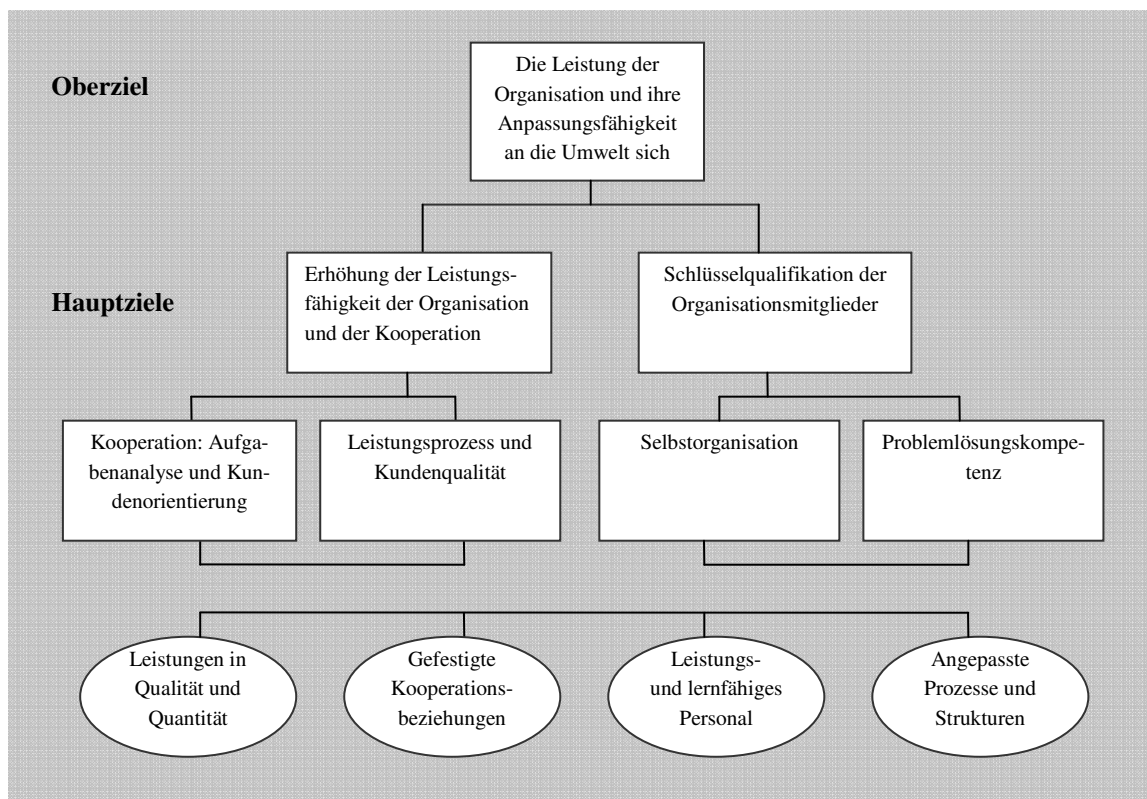 Oberziel
Die Leistung der
Organisation und ihre
Anpassungsfähigkeit
an die Umwelt sich
Hauptziele
Erhöhung der Leistungs-
fähigkeit der Organisation
und der Kooperation
Schlüsselqualifikation der
Organisationsmitglieder
Kooperation: Aufga-
benanalyse und Kun-
denorientierung
Leistungsprozess und
Kundenqualität
Selbstorganisation
Problemlösungskompe-
tenz
Leistungen in
Qualität und
Quantität
Gefestigte
Kooperations-
beziehungen
Leistungs-
und lernfähiges
Personal
Angepasste
Prozesse und
Strukturen